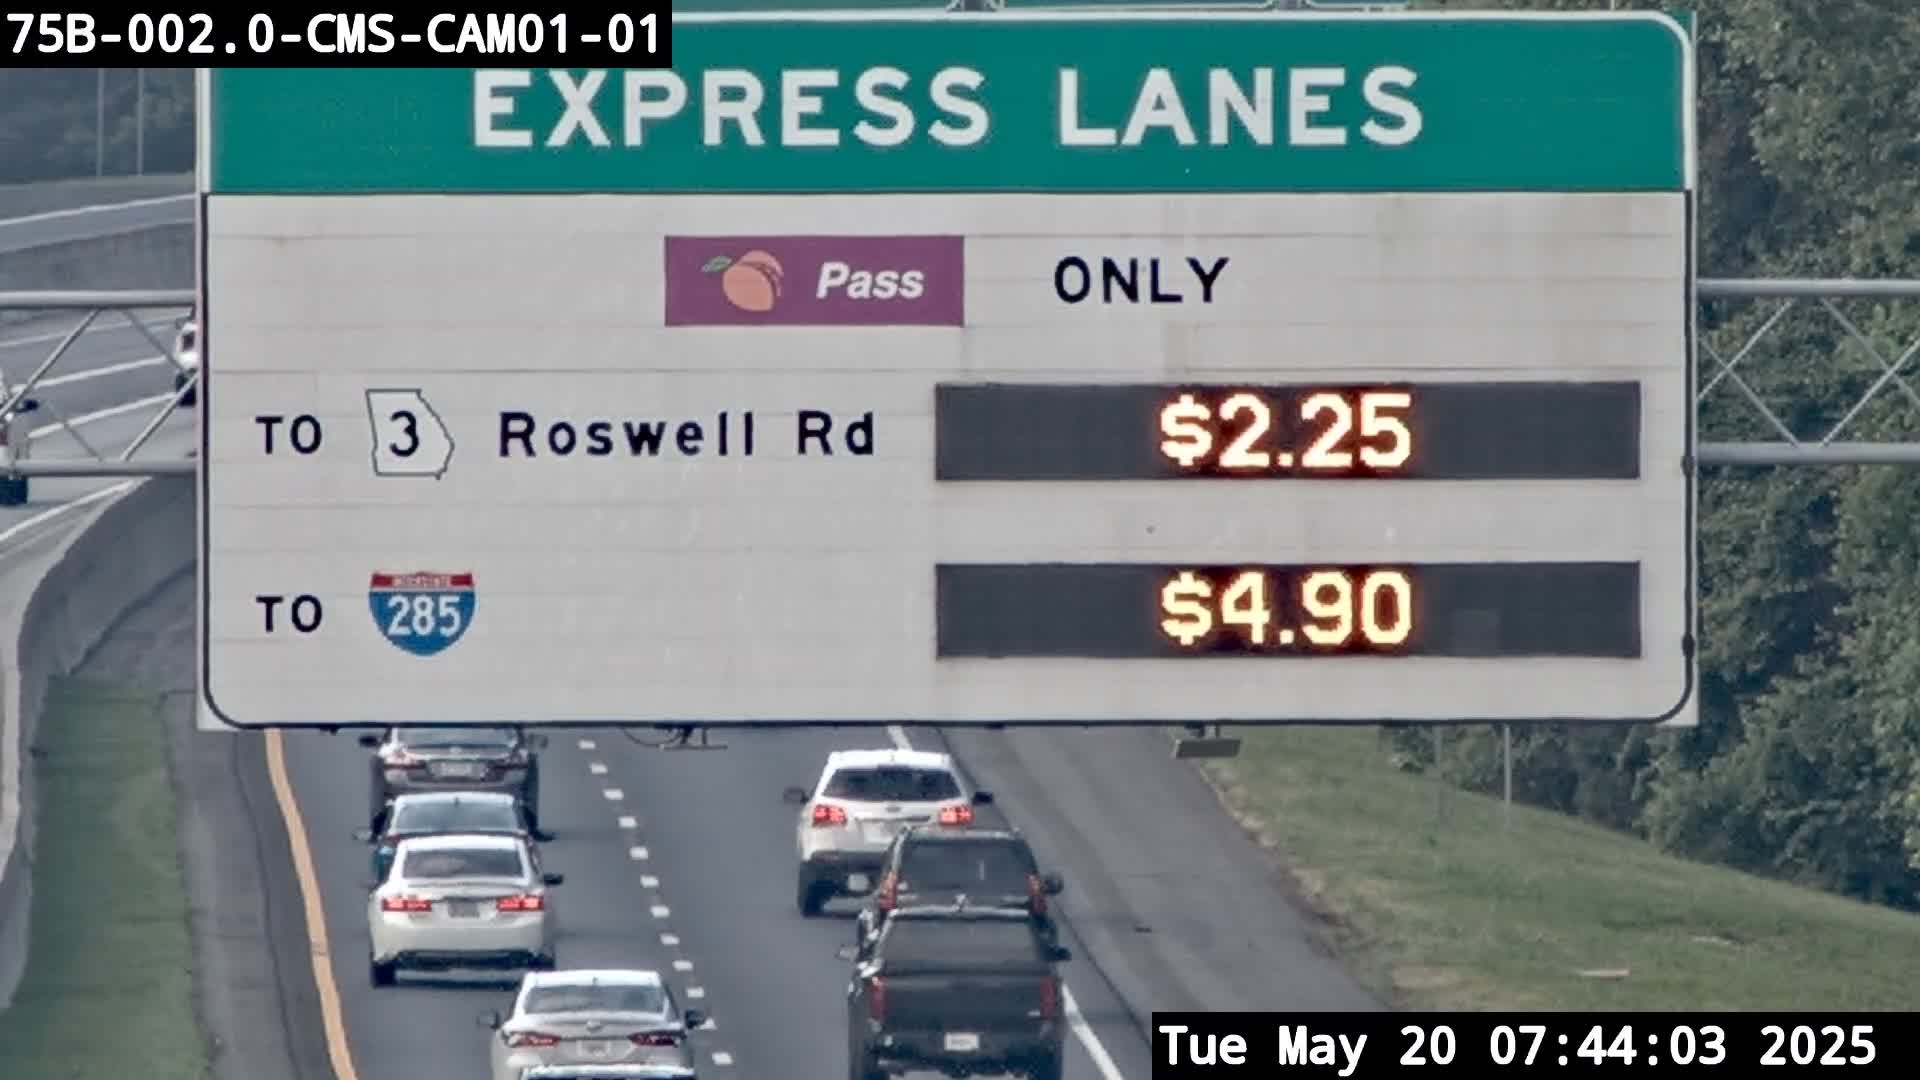 75B-002.0-CMS-CAM01-01
EXPRESS LANES
Pass ONLY
TO 3 Roswell Rd $2.25
TO 285 $4.90
Tue May 20 07:44:03 2025